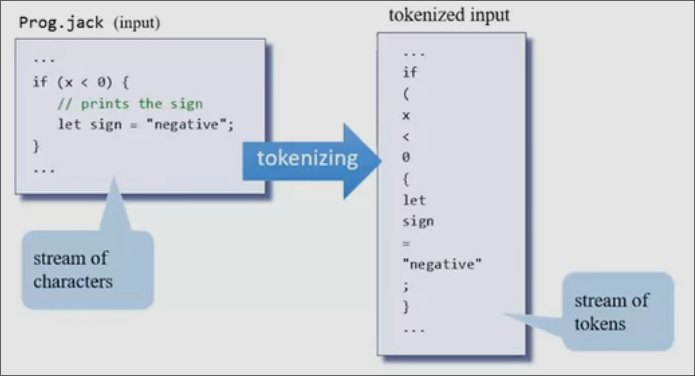 Prog.jack (input)
...
if (x < 0) {
// prints the sign
let sign = "negative";
}
...
stream of
characters
tokenizing
tokenized input
...
if
(
x
<
0
{
let
sign
=
"negative"
;
}
...
stream of
tokens